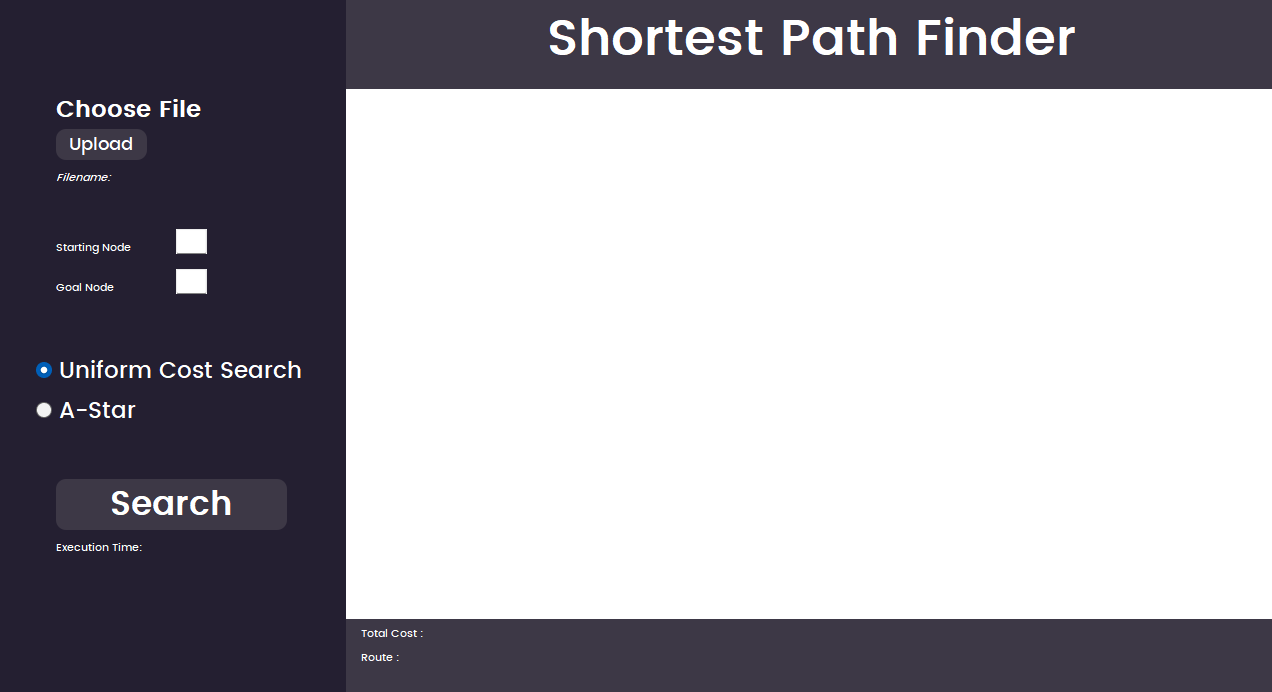 Shortest Path Finder
Choose File
Upload
Filename:
Starting Node
Goal Node
Uniform Cost Search
A-Star
Search
Execution Time:
Total Cost :
Route :